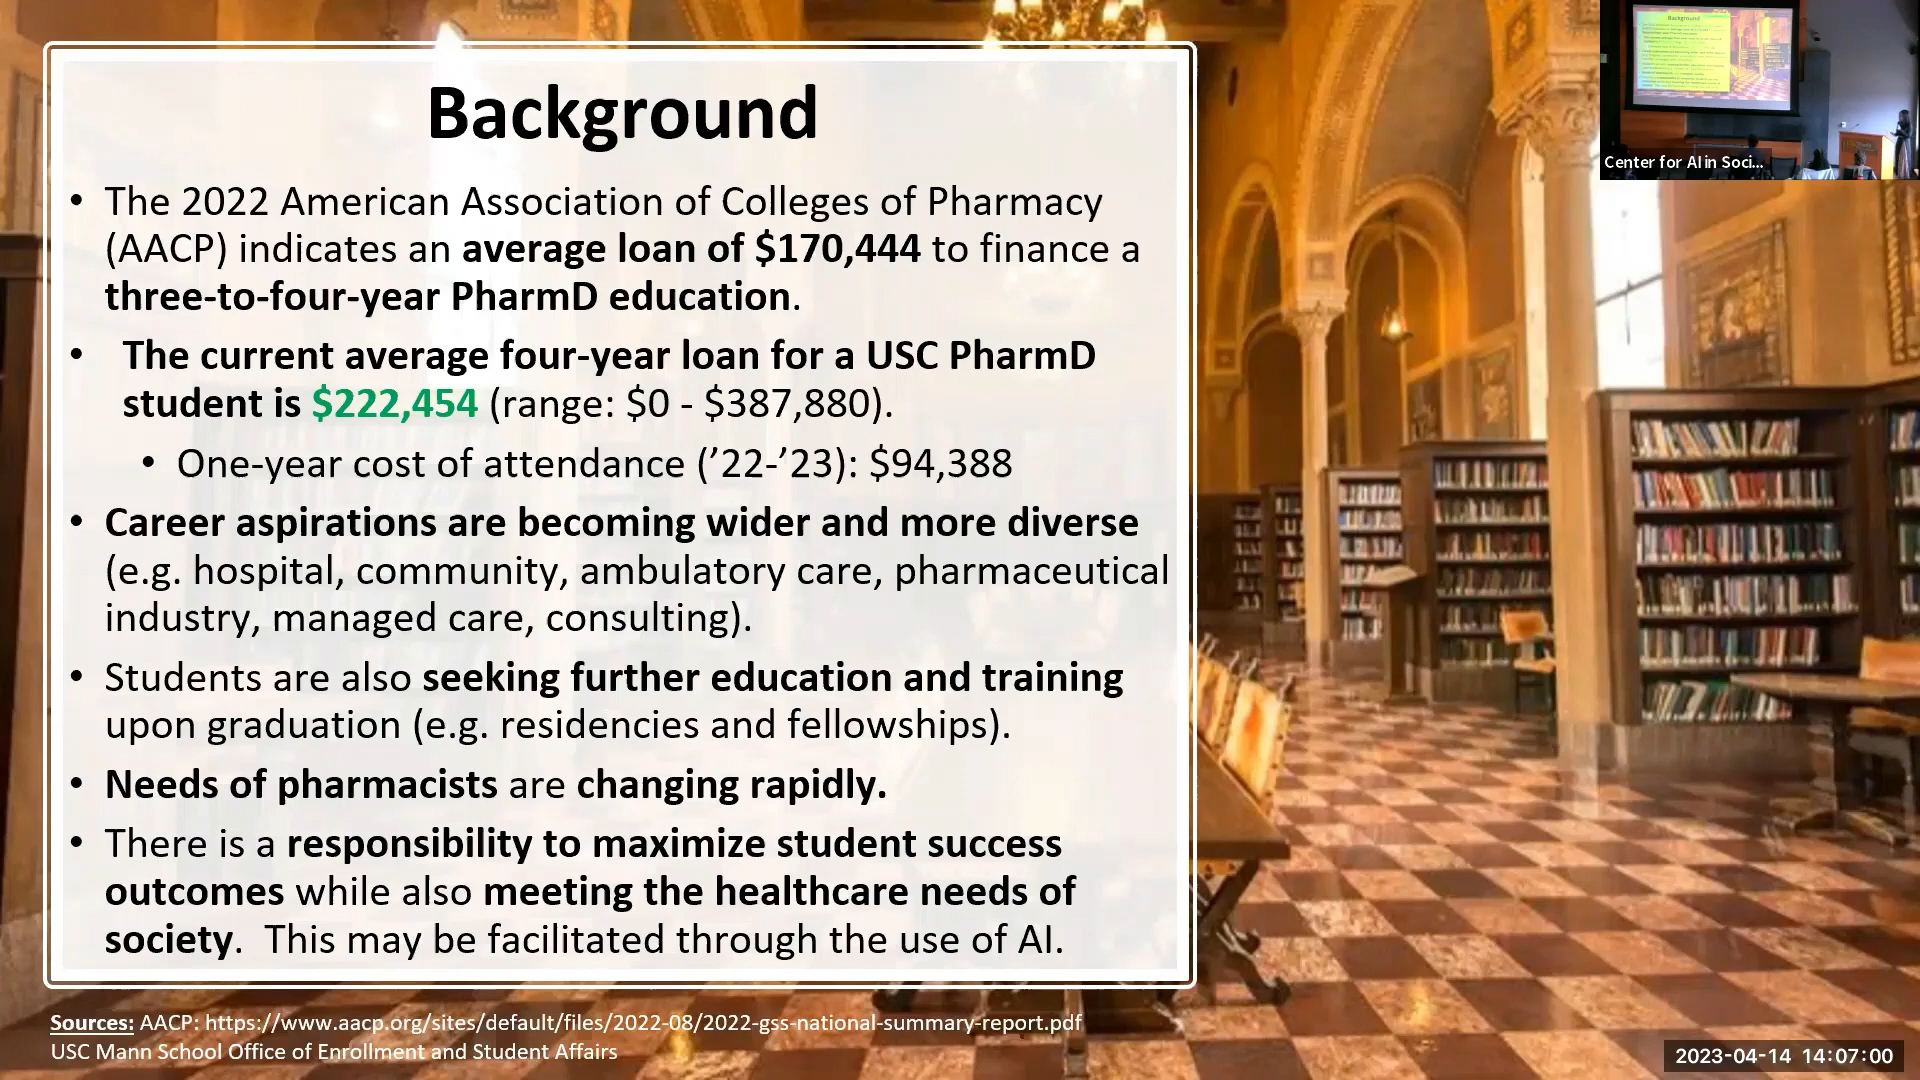 Background
• The 2022 American Association of Colleges of Pharmacy
(AACP) indicates an average loan of $170,444 to finance a
three-to-four-year PharmD education.
• The current average four-year loan for a USC PharmD
student is $222,454 (range: $0 - $387,880).
• One-year cost of attendance (’22-’23): $94,388
• Career aspirations are becoming wider and more diverse
(e.g. hospital, community, ambulatory care, pharmaceutical
industry, managed care, consulting).
• Students are also seeking further education and training
upon graduation (e.g. residencies and fellowships).
• Needs of pharmacists are changing rapidly.
• There is a responsibility to maximize student success
outcomes while also meeting the healthcare needs of
society. This may be facilitated through the use of AI.
Sources: AACP: https://www.aacp.org/sites/default/files/2022-08/2022-gss-national-summary-report.pdf
USC Mann School Office of Enrollment and Student Affairs
Background
Center for AI in Soci...
2023-04-14 14:07:00